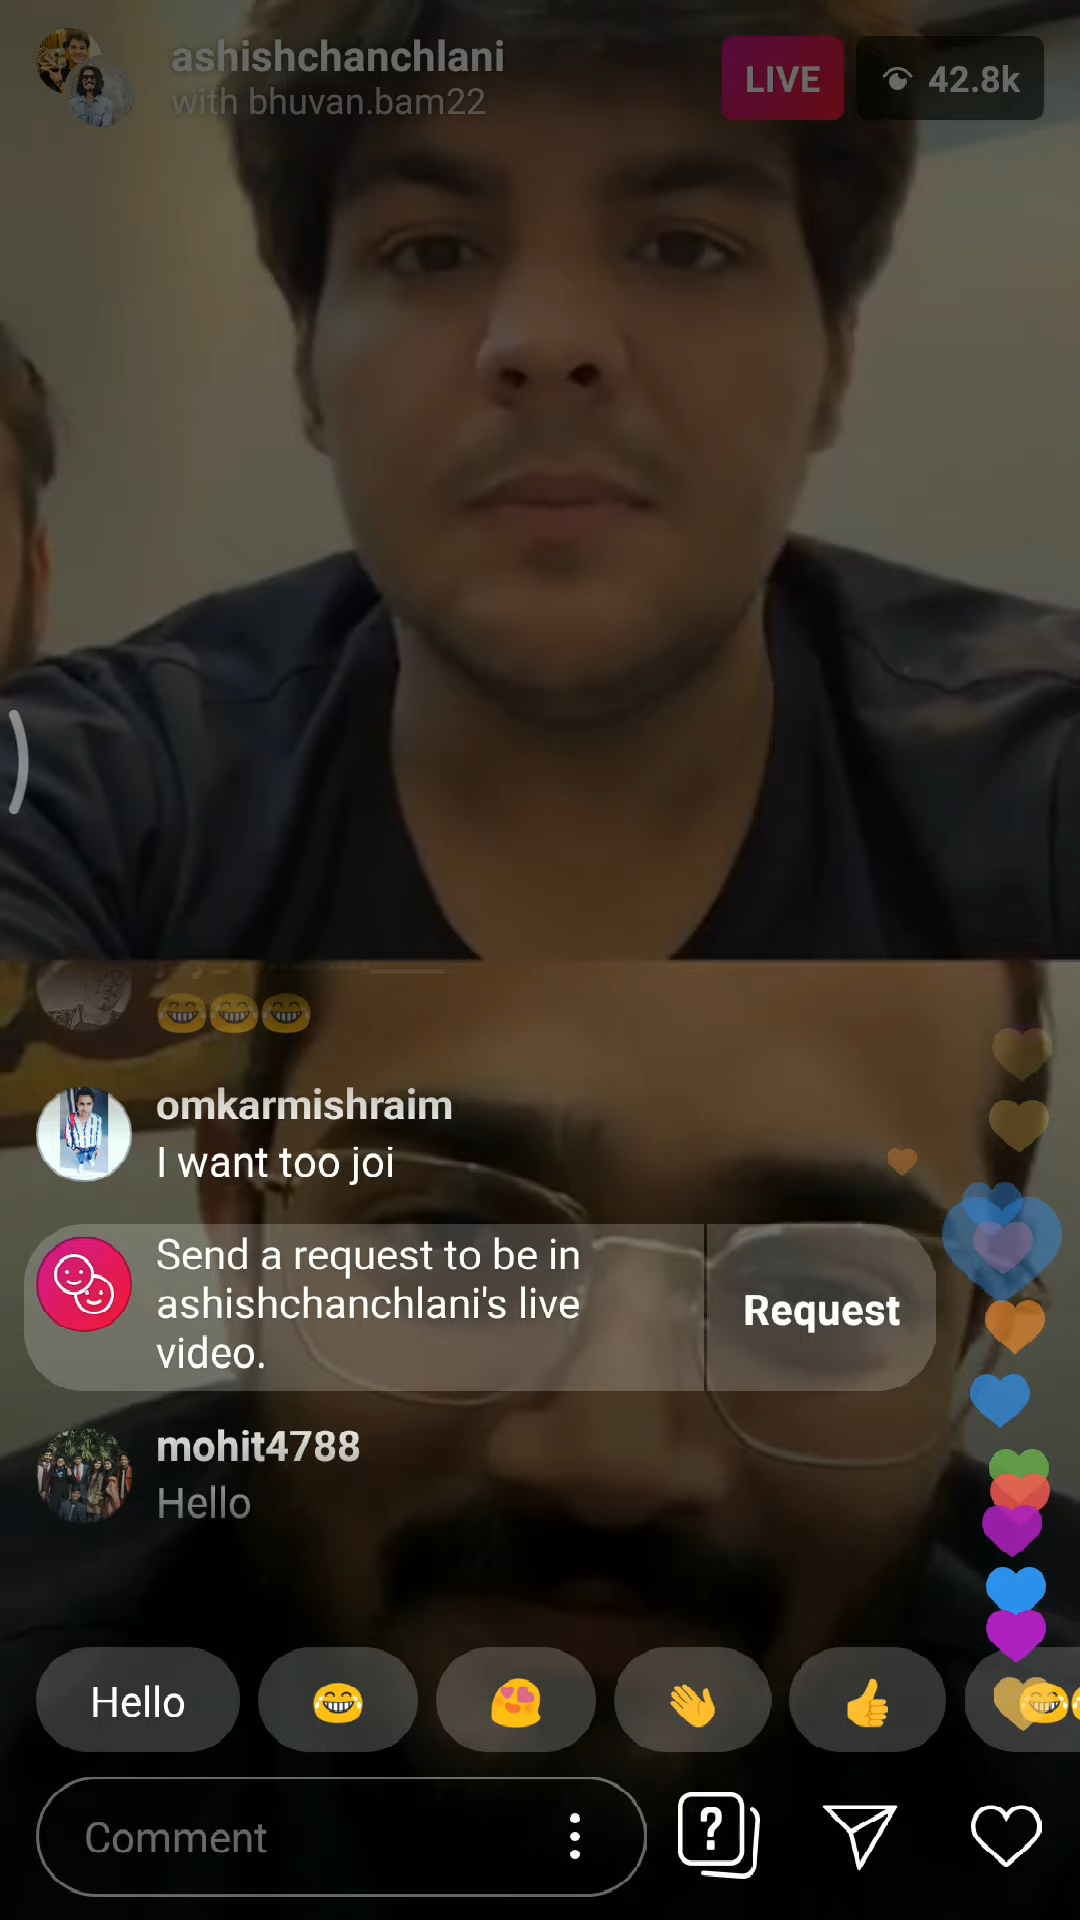 ashishchanchlani
with bhuvan.bam22
LIVE
42.8k
😂😂😂
omkarmishraim
I want too joi
Send a request to be in
ashishchanchlani's live
video.
Request
mohit4788
Hello
Hello
Comment